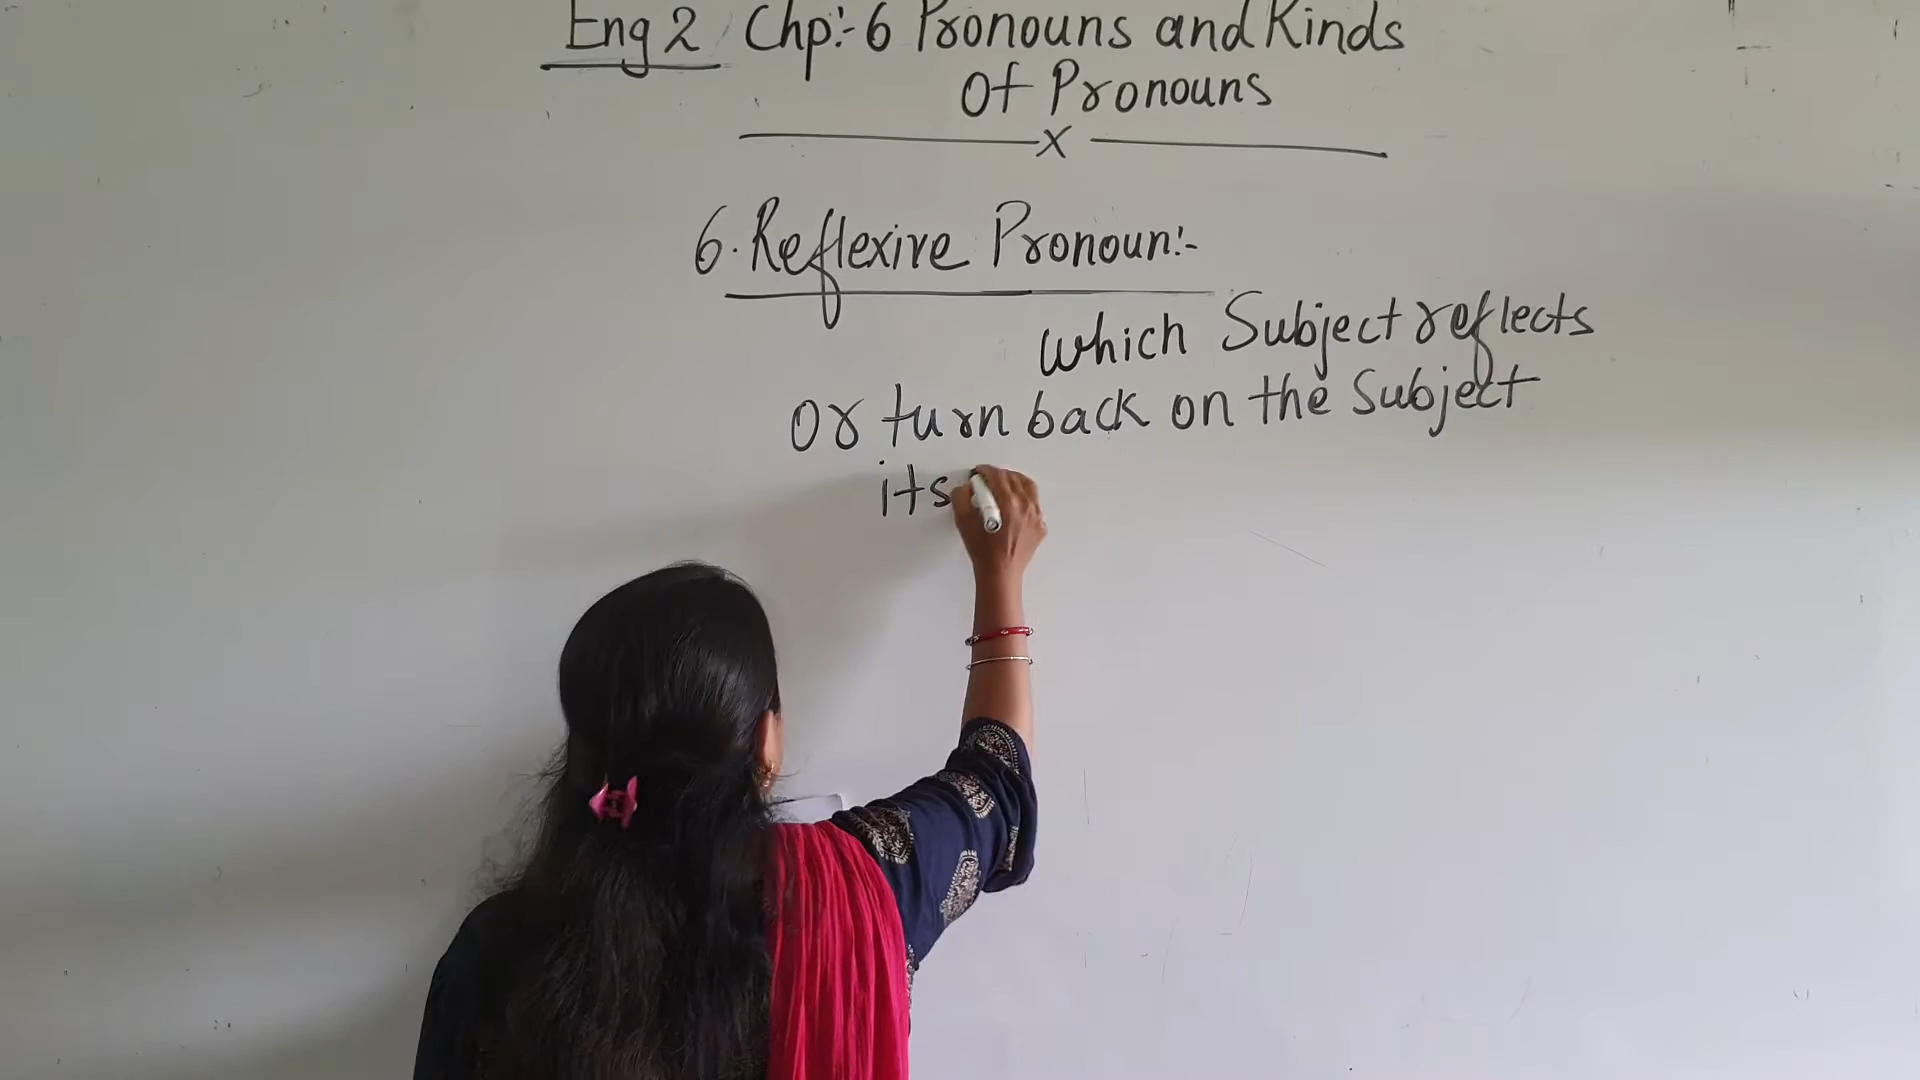 Eng 2 Chp:- 6 Pronouns and Kinds
Of Pronouns
x
6. Reflexive Pronoun:-
which Subject reflects
Or turn back on the Subject
its